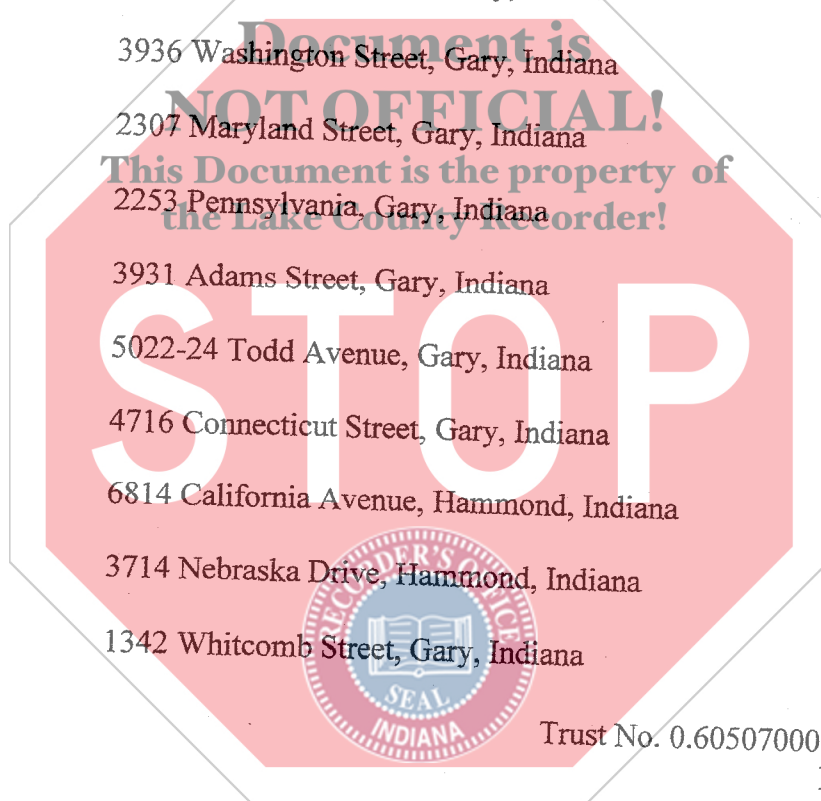 Document is
3936 Washington Street, Gary, Indiana
NOT OFFICIAL!
2307 Maryland Street, Gary, Indiana
This Document is the property of
2253 Pennsylvania, Gary, Indiana
the Lake County Recorder!
3931 Adams Street, Gary, Indiana
STOP
5022-24 Todd Avenue, Gary, Indiana
4716 Connecticut Street, Gary, Indiana
6814 California Avenue, Hammond, Indiana
3714 Nebraska Drive, Hammond, Indiana
RECORDER'S OFFICE
1342 Whitcomb Street, Gary, Indiana
SEAL
INDIANA
Trust No. 0.60507000